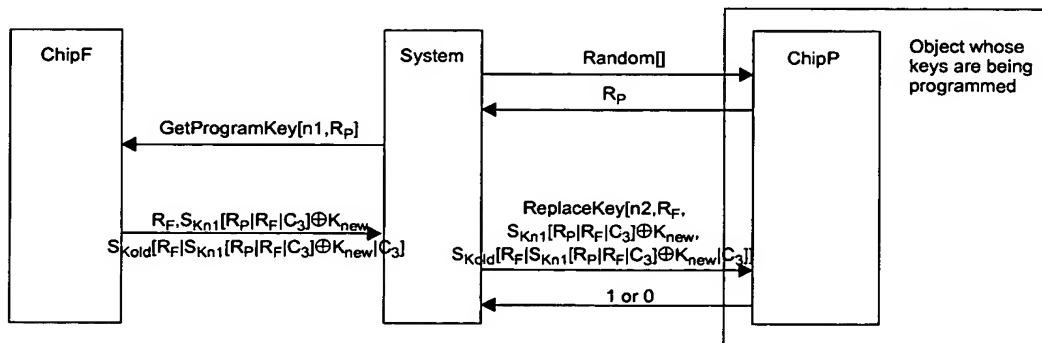 ChipF
System
ChipP
Object whose
keys are being
programmed
Random[]
R_P
GetProgramKey[n1,R_P]
R_F,S_Kn1[R_P|R_F|C_3]⊕K_new
S_Kold[R_F|S_Kn1[R_P|R_F|C_3]⊕K_new|C_3]
ReplaceKey[n2,R_F,
S_Kn1[R_P|R_F|C_3]⊕K_new,
S_Kold[R_F|S_Kn1[R_P|R_F|C_3]⊕K_new|C_3]]
1 or 0